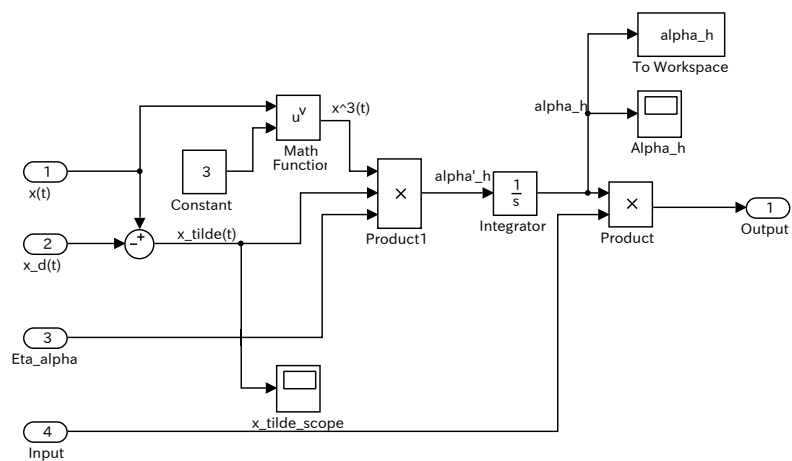 alpha_h
To Workspace
alpha_h
Alpha_h
u^v
x^3(t)
Math
Function
3
Constant
1
x(t)
×
Product1
alpha'_h
1
s
Integrator
×
Product
1
Output
2
x_d(t)
−+
x_tilde(t)
3
Eta_alpha
x_tilde_scope
4
Input